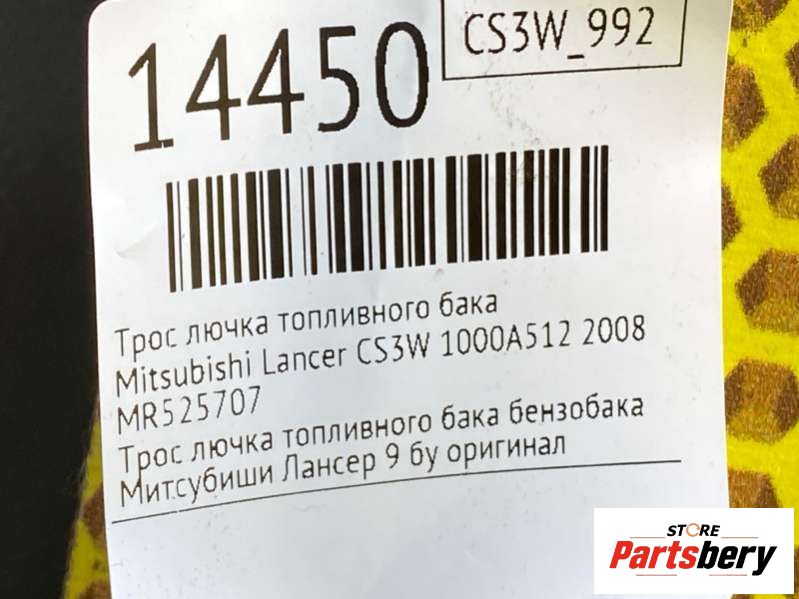 14450
CS3W_992
Трос лючка топливного бака
Mitsubishi Lancer CS3W 1000A512 2008
MR525707
Трос лючка топливного бака бензобака
Митсубиши Лансер 9 бу оригинал
STORE
Partsbery